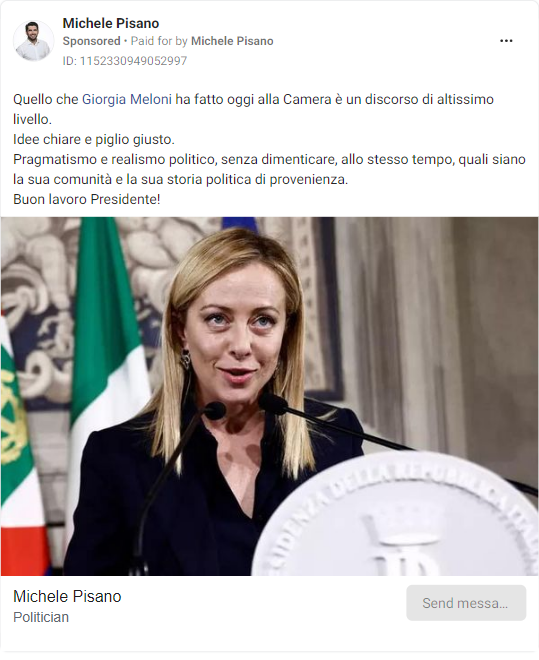 Michele Pisano
Sponsored • Paid for by Michele Pisano
ID: 1152330949052997
Quello che Giorgia Meloni ha fatto oggi alla Camera è un discorso di altissimo
livello.
Idee chiare e piglio giusto.
Pragmatismo e realismo politico, senza dimenticare, allo stesso tempo, quali siano
la sua comunità e la sua storia politica di provenienza.
Buon lavoro Presidente!
SIDENZA DELLA REPUBBLICA ITALI
Michele Pisano
Politician
Send messa...